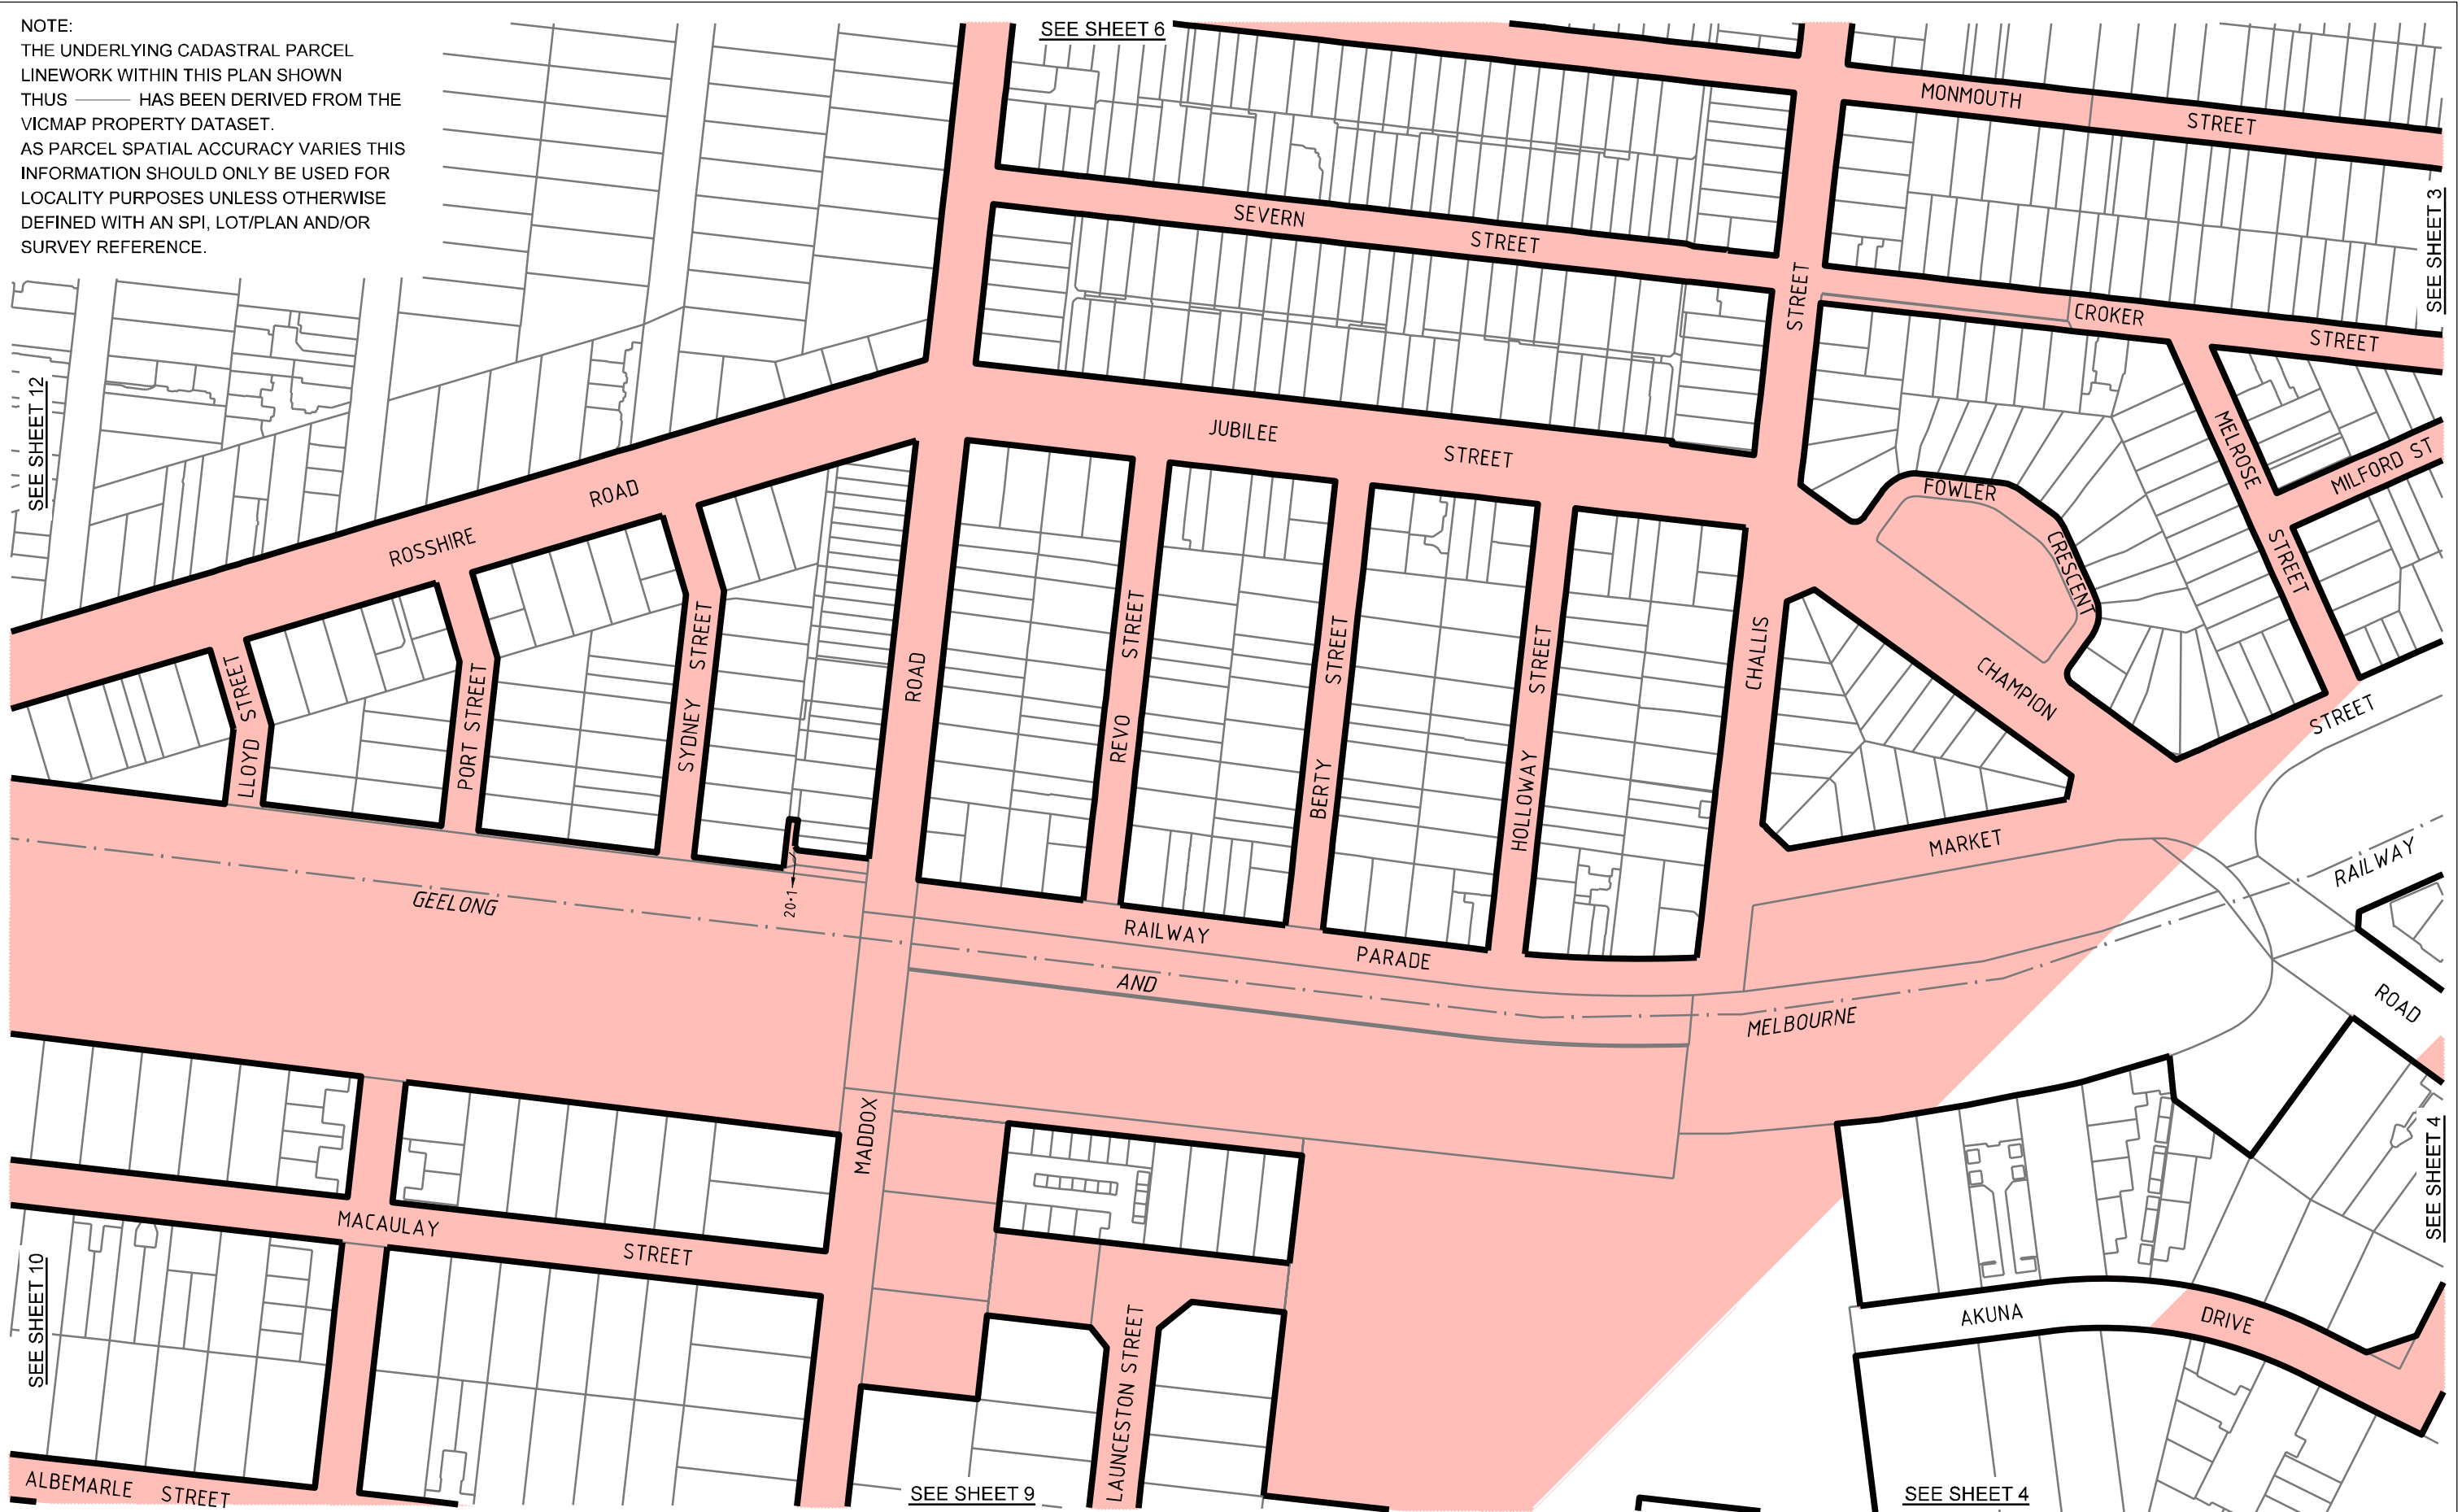 NOTE:
THE UNDERLYING CADASTRAL PARCEL
LINEWORK WITHIN THIS PLAN SHOWN
THUS ——— HAS BEEN DERIVED FROM THE
VICMAP PROPERTY DATASET.
AS PARCEL SPATIAL ACCURACY VARIES THIS
INFORMATION SHOULD ONLY BE USED FOR
LOCALITY PURPOSES UNLESS OTHERWISE
DEFINED WITH AN SPI, LOT/PLAN AND/OR
SURVEY REFERENCE.
SEE SHEET 6
MONMOUTH STREET
SEE SHEET 3
SEVERN STREET
STREET
CROKER STREET
SEE SHEET 12
JUBILEE STREET
MELROSE STREET
MILFORD ST
FOWLER CRESCENT
ROSSHIRE ROAD
LLOYD STREET
PORT STREET
SYDNEY STREET
ROAD
REVO STREET
BERTY STREET
HOLLOWAY STREET
CHALLIS
CHAMPION
STREET
MARKET
RAILWAY
20·1
GEELONG
RAILWAY PARADE
AND
MELBOURNE
ROAD
MADDOX
MACAULAY STREET
SEE SHEET 4
SEE SHEET 10
LAUNCESTON STREET
AKUNA DRIVE
ALBEMARLE STREET
SEE SHEET 9
SEE SHEET 4